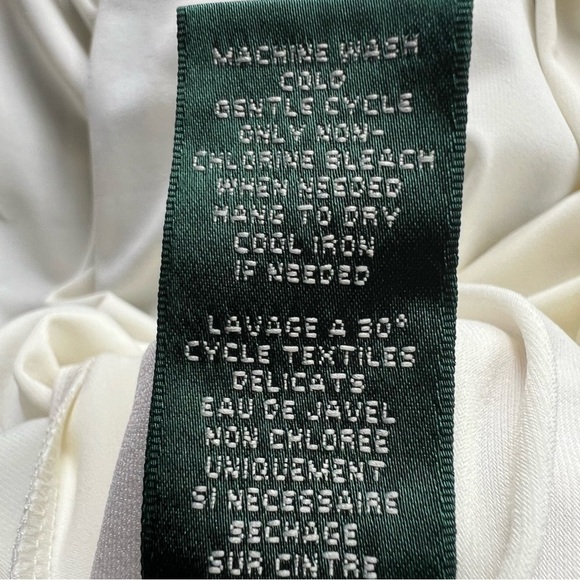 MACHINE WASH
COLD
GENTLE CYCLE
ONLY NON-
CHLORINE BLEACH
WHEN NEEDED
HANG TO DRY
COOL IRON
IF NEEDED
LAVAGE A 30°
CYCLE TEXTILES
DELICATS
EAU DE JAVEL
NON CHLOREE
UNIQUEMENT
SI NECESSAIRE
SECHAGE
SUR CINTRE